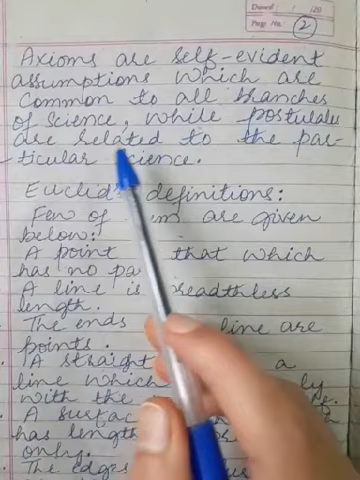 Dated: / /20
Page No: 2
Axioms are self-evident
assumptions which are
common to all branches
of science, while postulates
are related to the par-
ticular science.
Euclid's definitions:
Few of are given
below:
A point that which
has no
A line is breadthless
length.
The ends line are
points.
A straight a
line which
with the
A surface
has length
only.
The edges